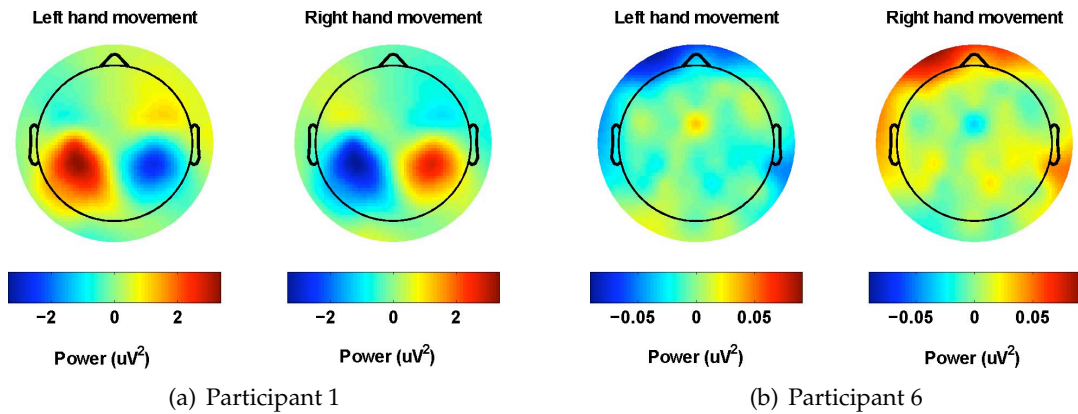 Left hand movement
Right hand movement
−2 0 2
−2 0 2
Power (uV²)
Power (uV²)
(a) Participant 1
Left hand movement
Right hand movement
−0.05 0 0.05
−0.05 0 0.05
Power (uV²)
Power (uV²)
(b) Participant 6